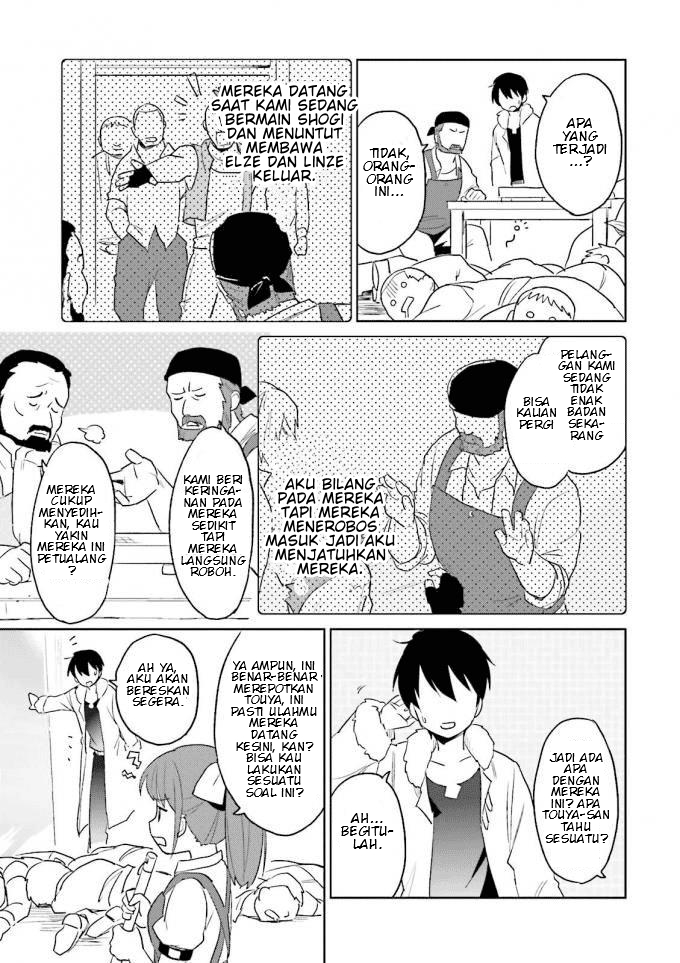 APA
YANG
TERJADI
...?
TIDAK,
ORANG-
ORANG
INI...
MEREKA DATANG
SAAT KAMI SEDANG
BERMAIN SHOGI
DAN MENUNTUT
MEMBAWA
ELZE DAN LINZE
KELUAR.
PELANG-
GAN KAMI
SEDANG
TIDAK
ENAK
BADAN
SEKA-
RANG
BISA
KALIAN
PERGI
AKU BILANG
PADA MEREKA
TAPI MEREKA
MENEROBOS
MASUK JADI AKU
MENJATUHKAN
MEREKA.
KAMI BERI
KERINGA-
NAN PADA
MEREKA
SEDIKIT
TAPI
MEREKA
LANGSUNG
ROBOH.
MEREKA
CUKUP
MENYEDIH-
KAN, KAU
YAKIN
MEREKA INI
PETUALANG
?
JADI ADA
APA
DENGAN
MEREKA
INI? APA
TOUYA-SAN
TAHU
SESUATU?
AH...
BEGITU-
LAH.
YA AMPUN, INI
BENAR-BENAR
MEREPOTKAN
TOUYA, INI
PASTI ULAHMU
MEREKA
DATANG
KESINI, KAN?
BISA KAU
LAKUKAN
SESUATU
SOAL INI?
AH YA,
AKU AKAN
BERESKAN
SEGERA.